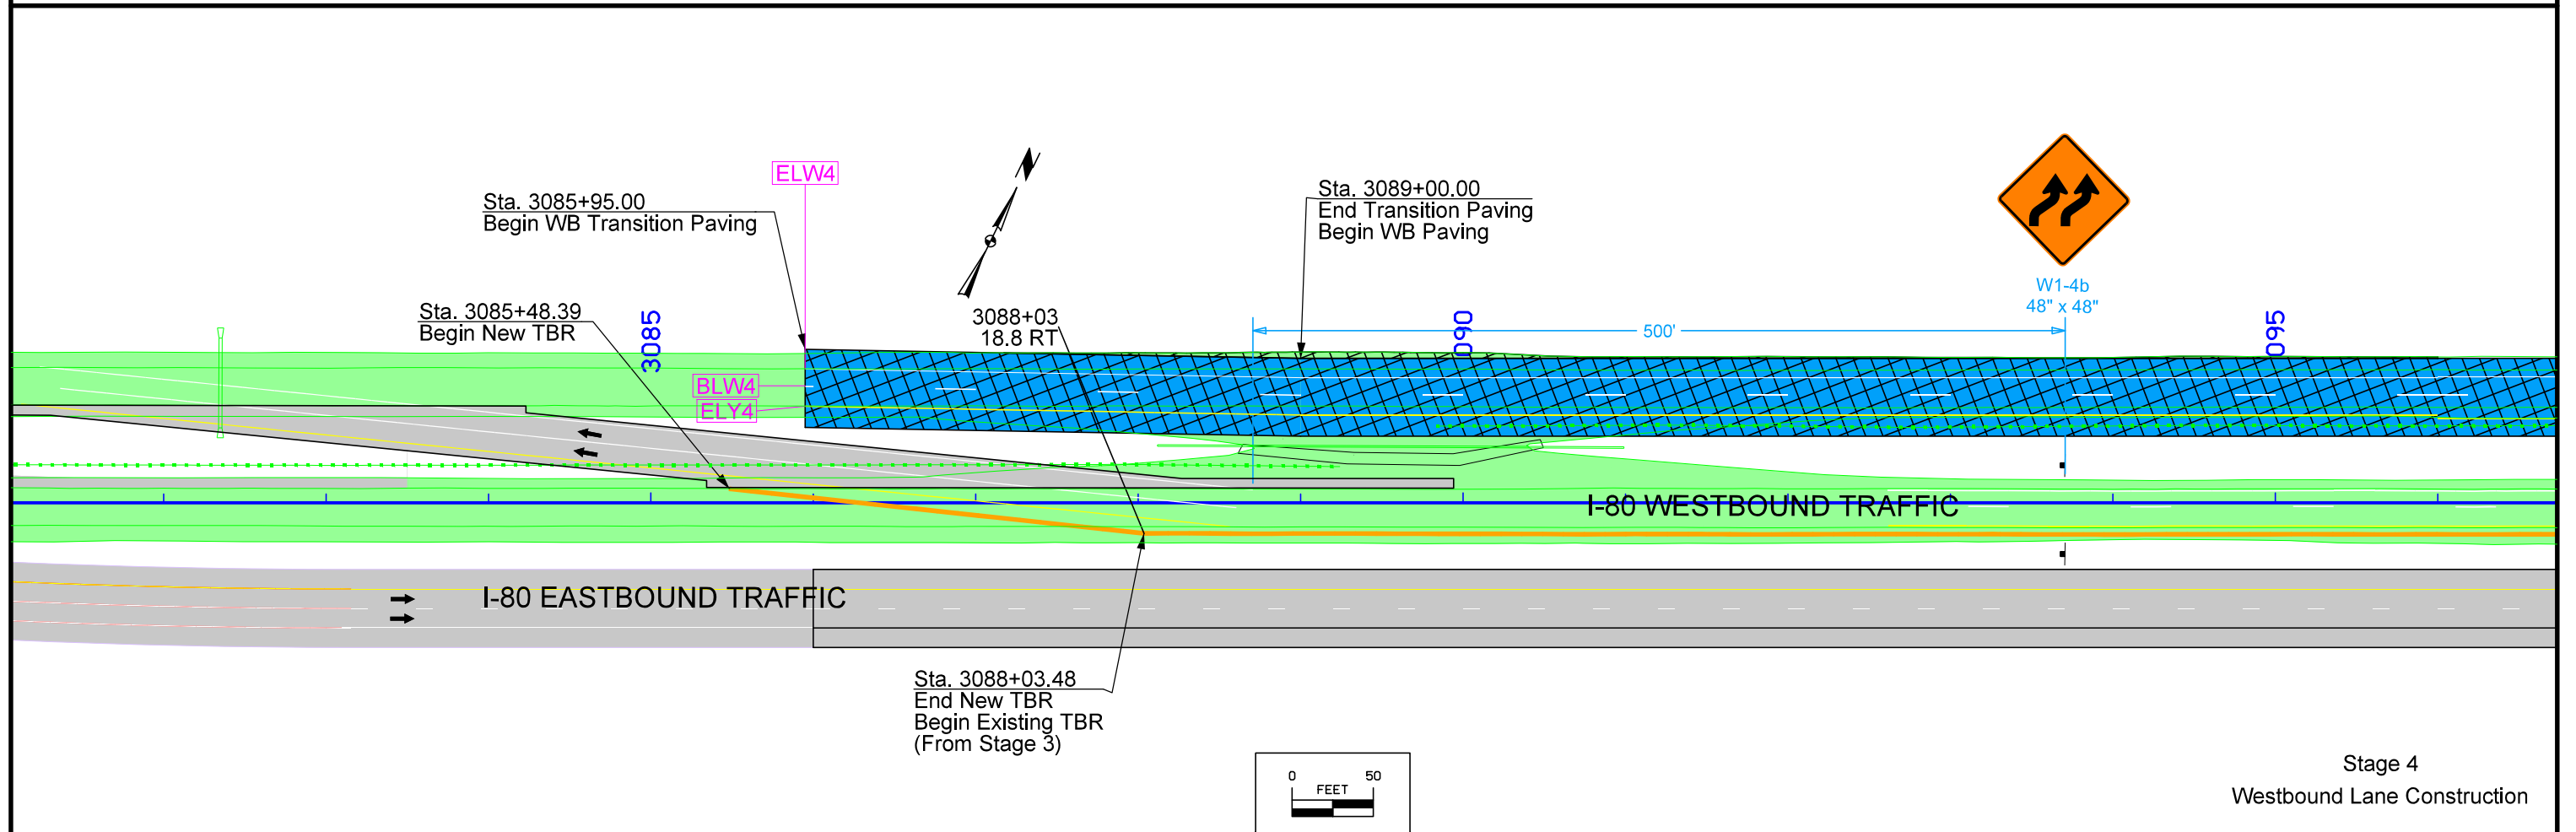 ELW4
Sta. 3085+95.00
Begin WB Transition Paving
Sta. 3089+00.00
End Transition Paving
Begin WB Paving
W1-4b
48" x 48"
Sta. 3085+48.39
Begin New TBR
3085
3088+03
18.8 RT
090
500'
095
BLW4
ELY4
I-80 WESTBOUND TRAFFIC
I-80 EASTBOUND TRAFFIC
Sta. 3088+03.48
End New TBR
Begin Existing TBR
(From Stage 3)
0 50
FEET
Stage 4
Westbound Lane Construction